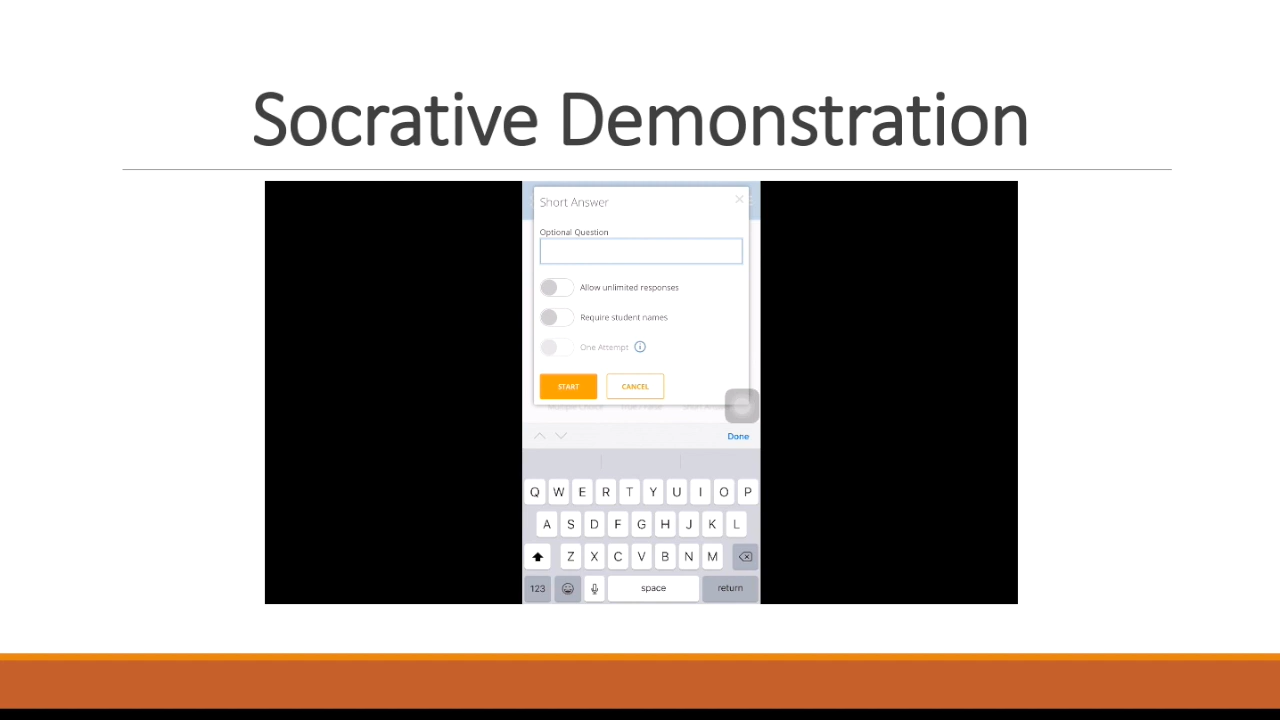 Socrative Demonstration
Short Answer
Optional Question
Allow unlimited responses
Require student names
One Attempt
START CANCEL
Done
Q W E R T Y U I O P
A S D F G H J K L
Z X C V B N M
123 space return